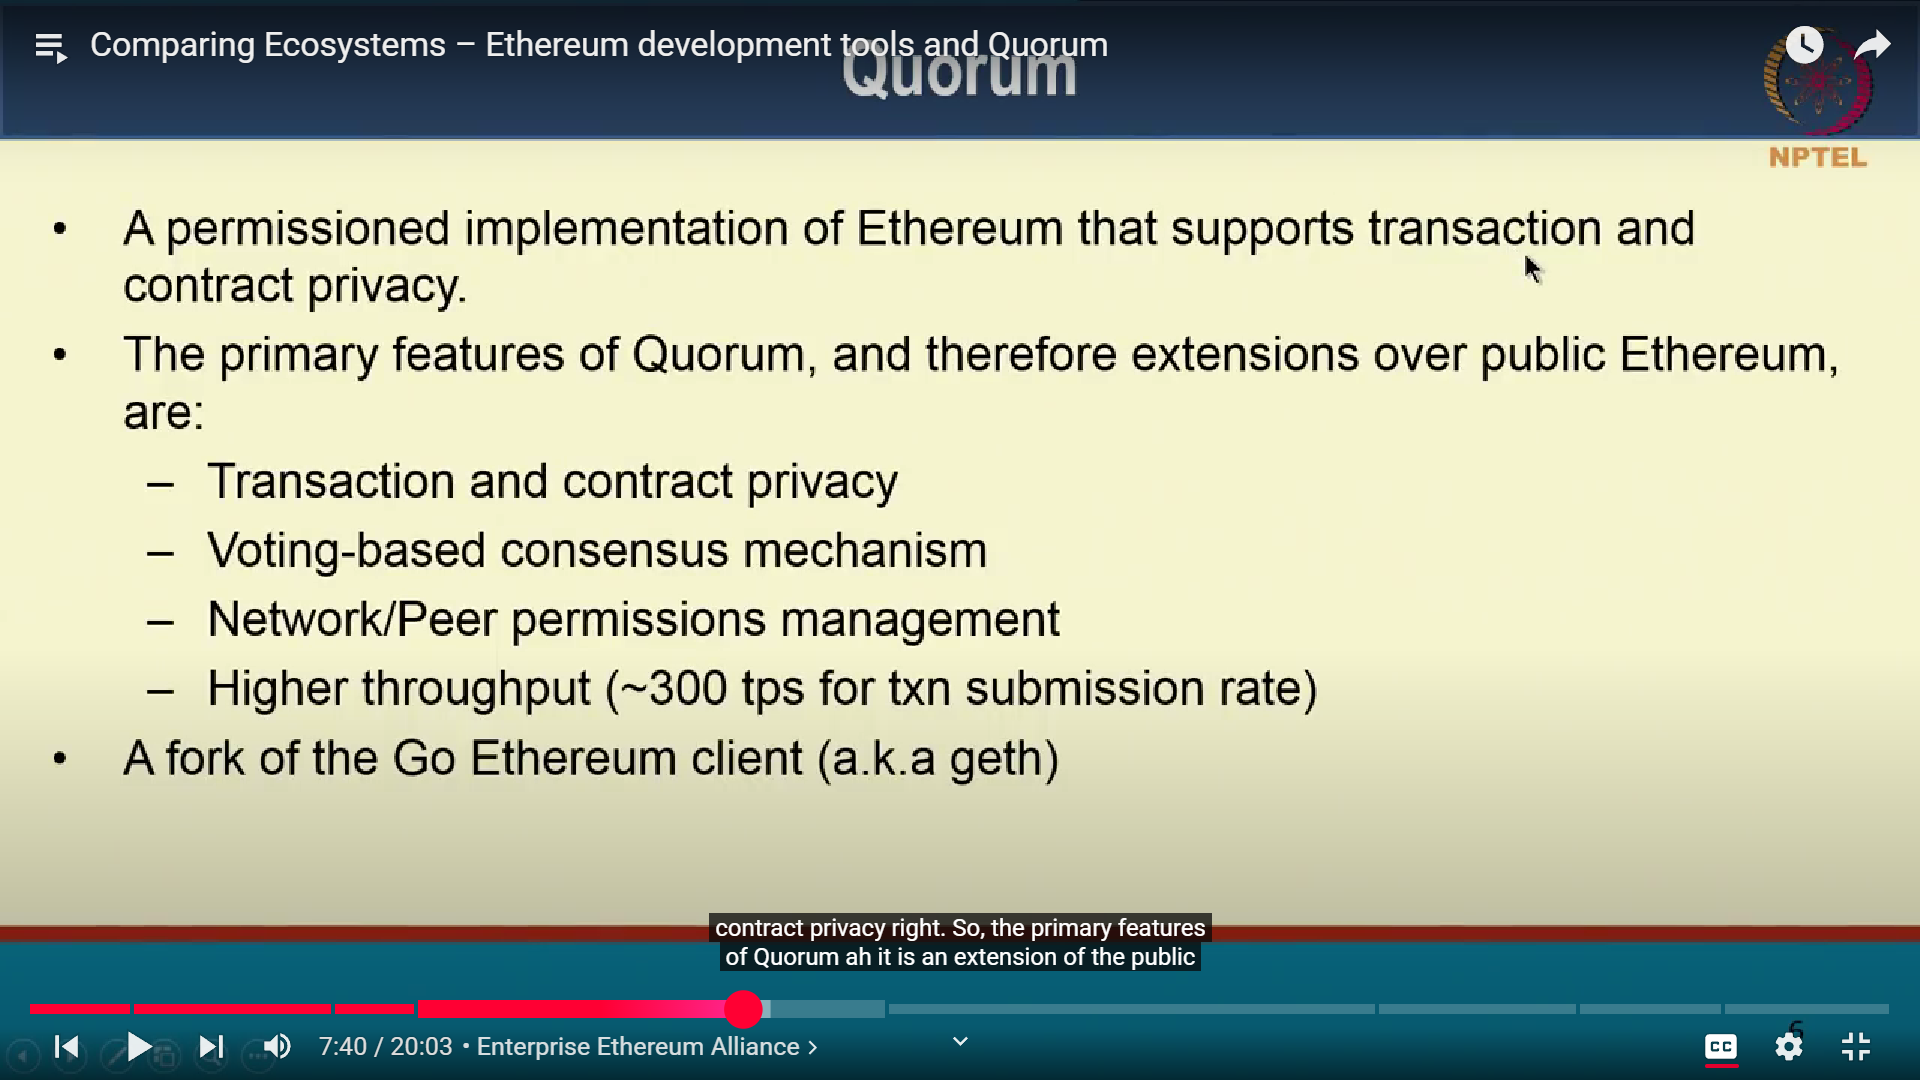 Comparing Ecosystems – Ethereum development tools and Quorum
Quorum
NPTEL
• A permissioned implementation of Ethereum that supports transaction and
contract privacy.
• The primary features of Quorum, and therefore extensions over public Ethereum,
are:
– Transaction and contract privacy
– Voting-based consensus mechanism
– Network/Peer permissions management
– Higher throughput (~300 tps for txn submission rate)
• A fork of the Go Ethereum client (a.k.a geth)
contract privacy right. So, the primary features
of Quorum ah it is an extension of the public
6
7:40 / 20:03 • Enterprise Ethereum Alliance >
CC